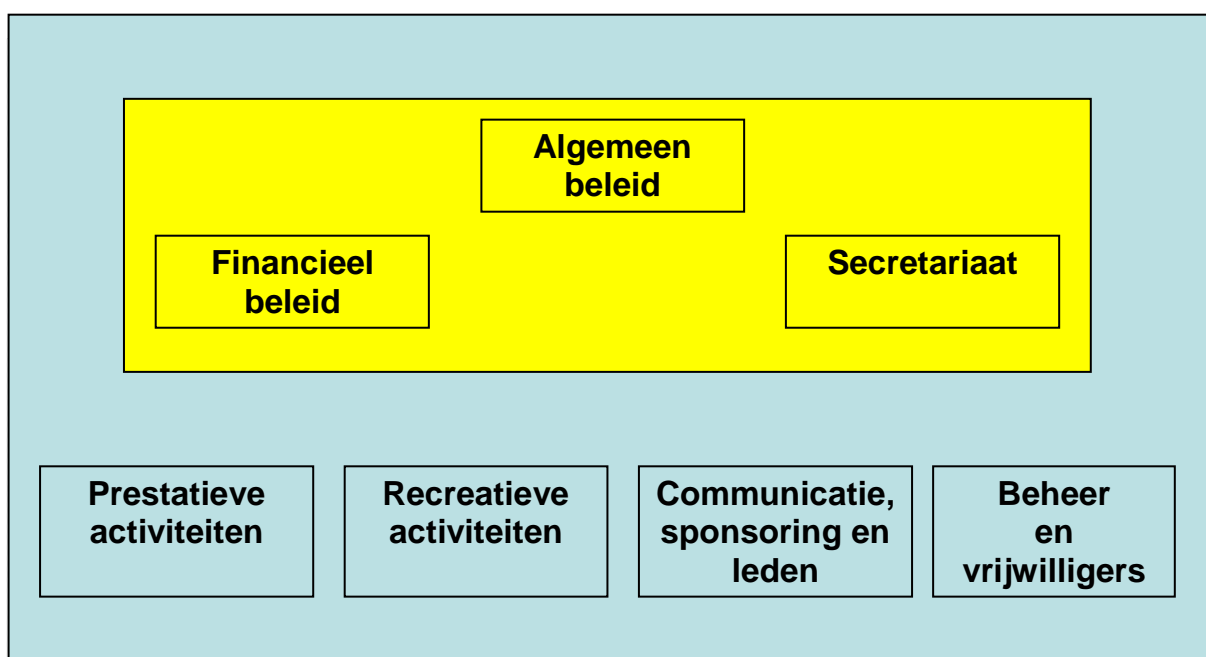 Algemeen
beleid
Financieel
beleid
Secretariaat
Prestatieve
activiteiten
Recreatieve
activiteiten
Communicatie,
sponsoring en
leden
Beheer
en
vrijwilligers